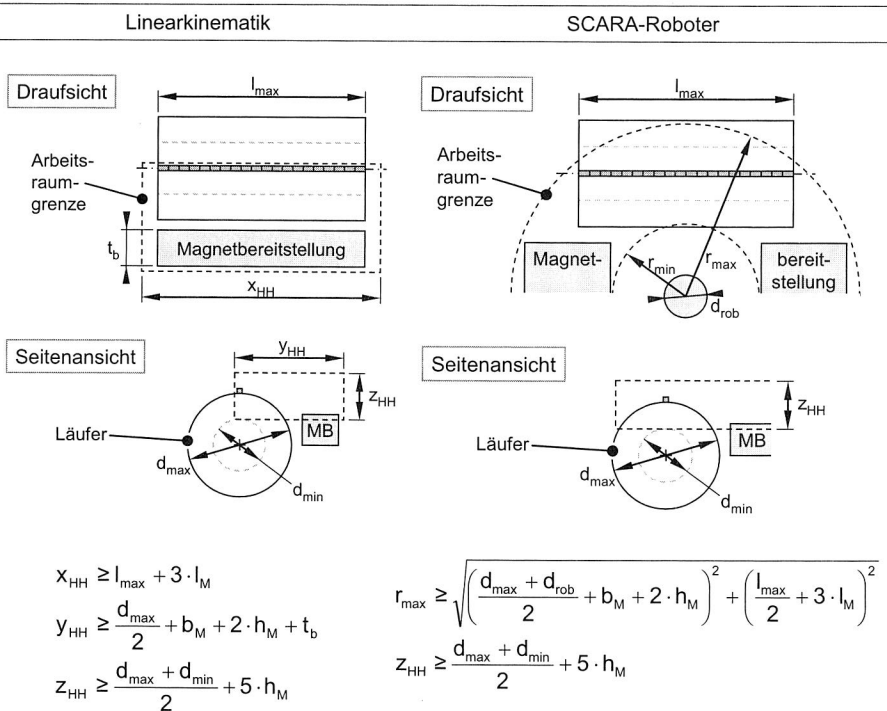 Linearkinematik
SCARA-Roboter
Draufsicht
l_max
Arbeits-
raum-
grenze
t_b
Magnetbereitstellung
x_HH
Draufsicht
l_max
Arbeits-
raum-
grenze
Magnet-
r_min
r_max
bereit-
stellung
d_rob
Seitenansicht
y_HH
z_HH
Läufer
MB
d_max
d_min
Seitenansicht
z_HH
Läufer
MB
d_max
d_min
x_HH ≥ l_max + 3 · l_M
y_HH ≥ d_max/2 + b_M + 2 · h_M + t_b
z_HH ≥ (d_max + d_min)/2 + 5 · h_M
r_max ≥ √(((d_max + d_rob)/2 + b_M + 2 · h_M)² + (l_max/2 + 3 · l_M)²)
z_HH ≥ (d_max + d_min)/2 + 5 · h_M